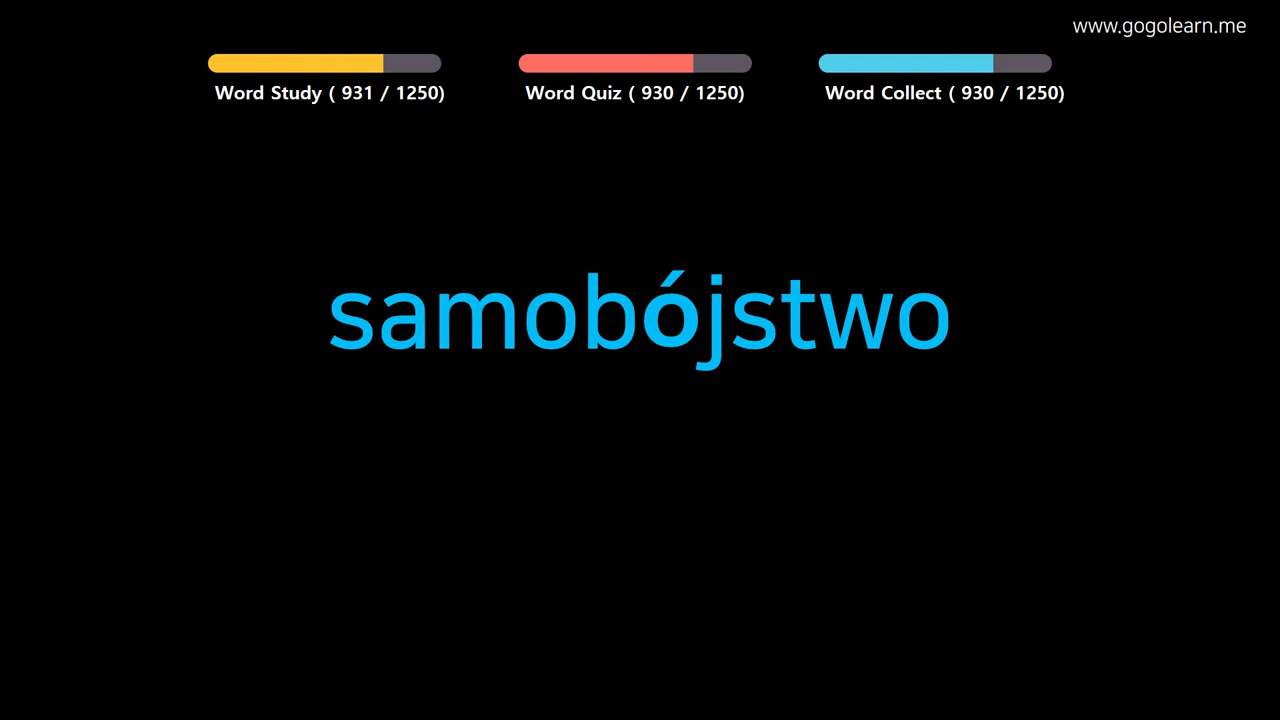 www.gogolearn.me
Word Study ( 931 / 1250)
Word Quiz ( 930 / 1250)
Word Collect ( 930 / 1250)
samobójstwo